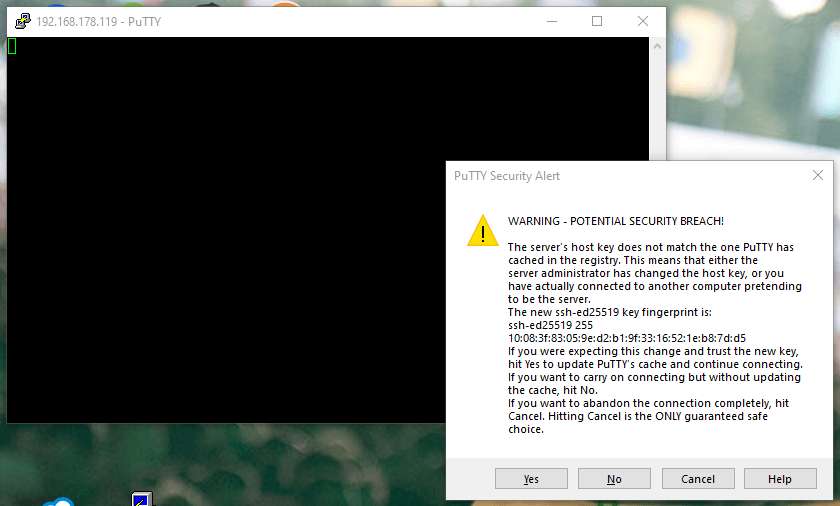 192.168.178.119 - PuTTY
PuTTY Security Alert
WARNING - POTENTIAL SECURITY BREACH!
The server's host key does not match the one PuTTY has
cached in the registry. This means that either the
server administrator has changed the host key, or you
have actually connected to another computer pretending
to be the server.
The new ssh-ed25519 key fingerprint is:
ssh-ed25519 255
10:08:3f:83:05:9e:d2:b1:9f:33:16:52:1e:b8:7d:d5
If you were expecting this change and trust the new key,
hit Yes to update PuTTY's cache and continue connecting.
If you want to carry on connecting but without updating
the cache, hit No.
If you want to abandon the connection completely, hit
Cancel. Hitting Cancel is the ONLY guaranteed safe
choice.
Yes
No
Cancel
Help